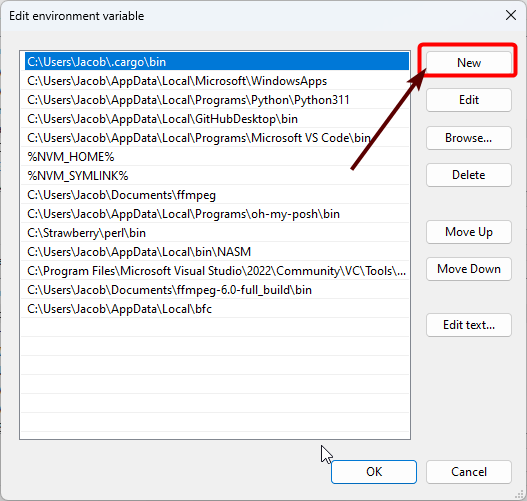 Edit environment variable
C:\Users\Jacob\.cargo\bin
C:\Users\Jacob\AppData\Local\Microsoft\WindowsApps
C:\Users\Jacob\AppData\Local\Programs\Python\Python311
C:\Users\Jacob\AppData\Local\GitHubDesktop\bin
C:\Users\Jacob\AppData\Local\Programs\Microsoft VS Code\bin
%NVM_HOME%
%NVM_SYMLINK%
C:\Users\Jacob\Documents\ffmpeg
C:\Users\Jacob\AppData\Local\Programs\oh-my-posh\bin
C:\Strawberry\perl\bin
C:\Users\Jacob\AppData\Local\bin\NASM
C:\Program Files\Microsoft Visual Studio\2022\Community\VC\Tools\...
C:\Users\Jacob\Documents\ffmpeg-6.0-full_build\bin
C:\Users\Jacob\AppData\Local\bfc
New
Edit
Browse...
Delete
Move Up
Move Down
Edit text...
OK
Cancel